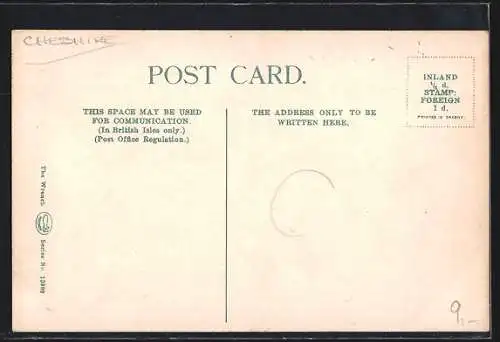 CHESHIRE
POST CARD.
INLAND
½ d.
STAMP:
FOREIGN
1 d.
PRINTED IN SAXONY.
THIS SPACE MAY BE USED
FOR COMMUNICATION.
(In British Isles only.)
(Post Office Regulation.)
THE ADDRESS ONLY TO BE
WRITTEN HERE.
The Wrench
Series Nr.
9,–